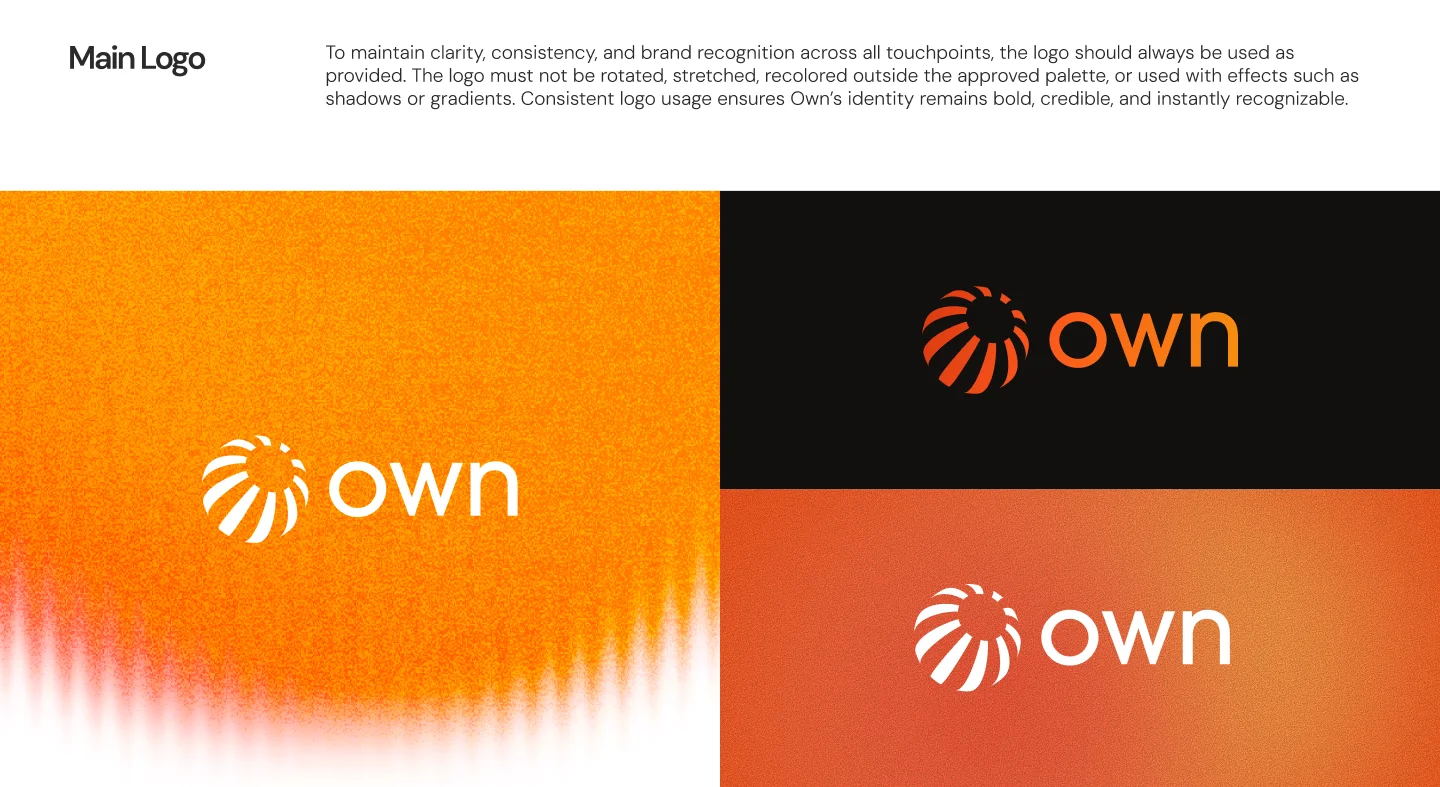 Main Logo
To maintain clarity, consistency, and brand recognition across all touchpoints, the logo should always be used as
provided. The logo must not be rotated, stretched, recolored outside the approved palette, or used with effects such as
shadows or gradients. Consistent logo usage ensures Own’s identity remains bold, credible, and instantly recognizable.
own
own
own